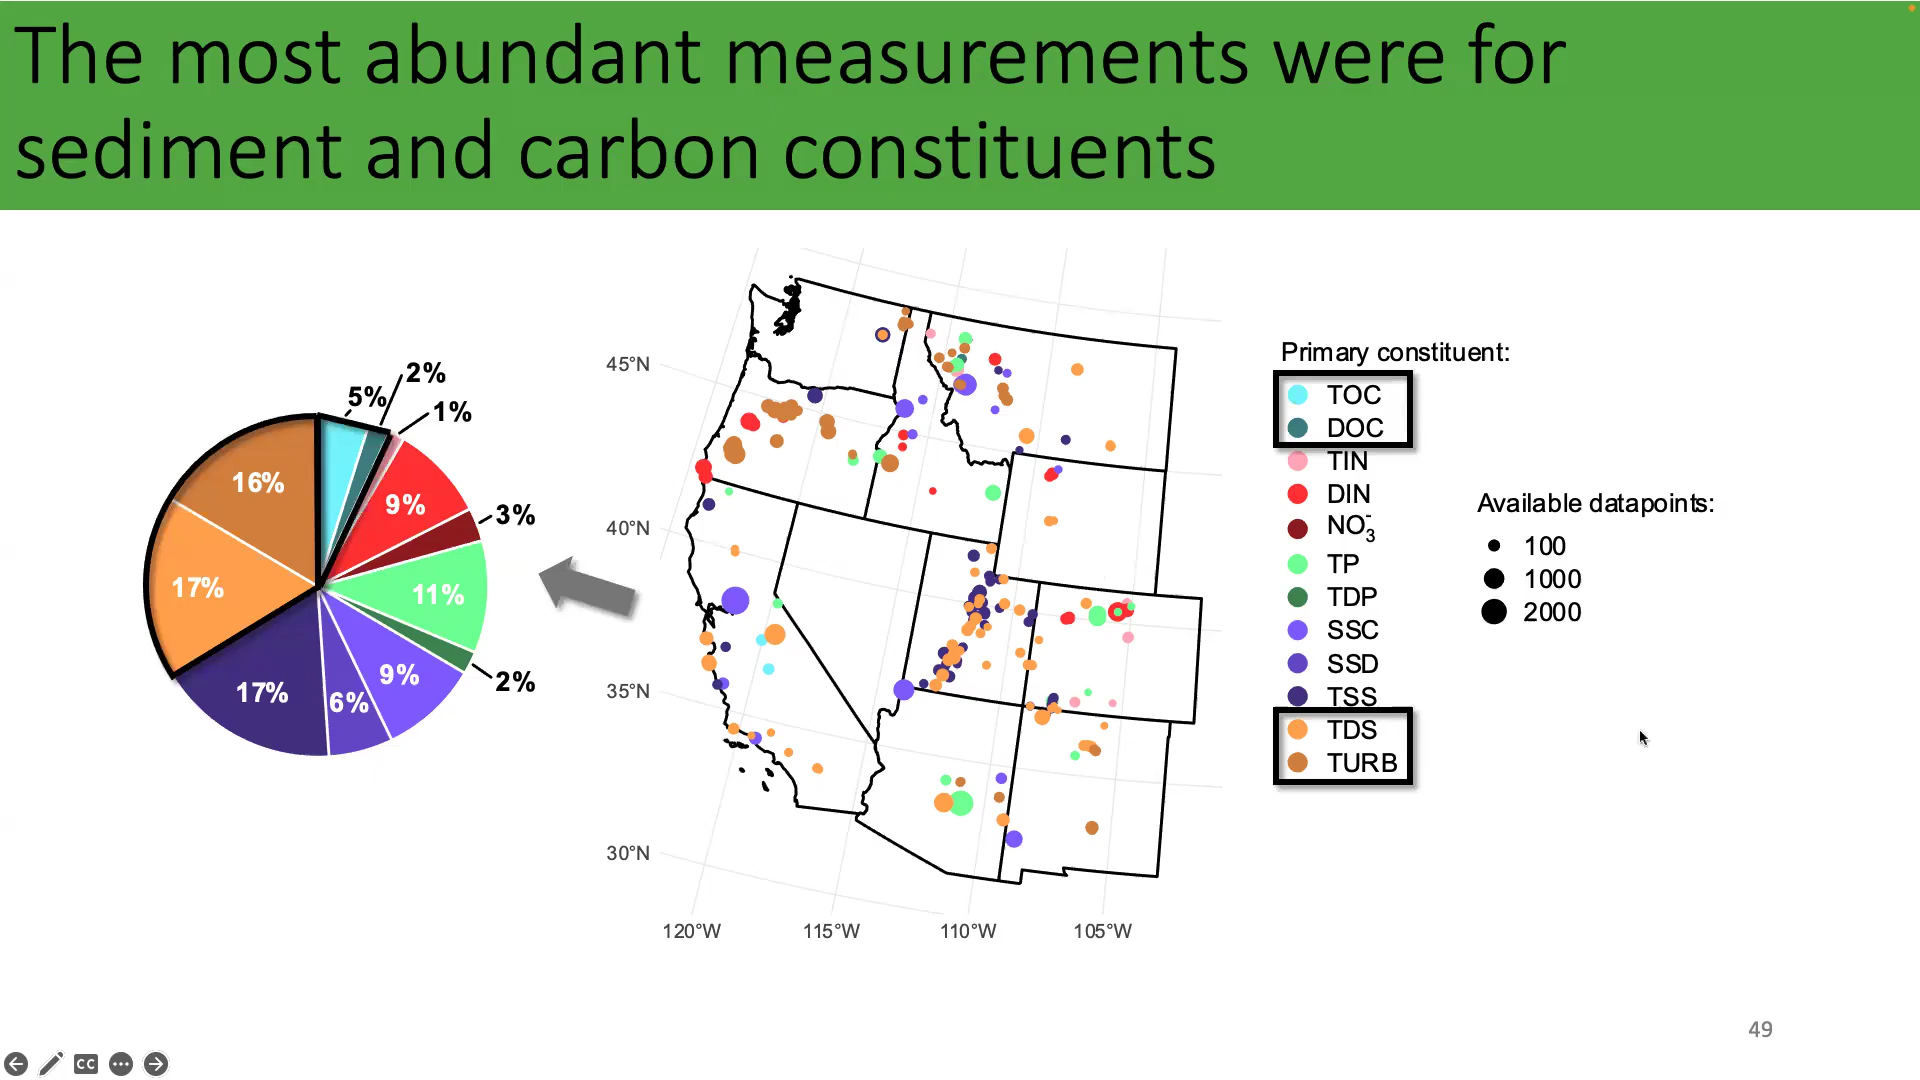 The most abundant measurements were for
sediment and carbon constituents
5%
2%
1%
16%
9%
3%
17%
11%
17%
6%
9%
2%
45°N
40°N
35°N
30°N
120°W
115°W
110°W
105°W
Primary constituent:
TOC
DOC
TIN
DIN
NO₃⁻
TP
TDP
SSC
SSD
TSS
TDS
TURB
Available datapoints:
100
1000
2000
49
CC